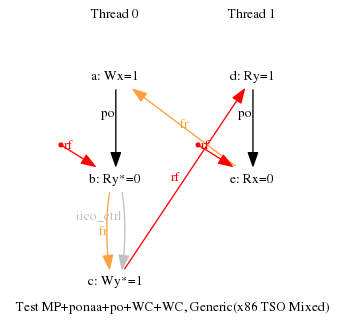 Thread 0 Thread 1
a: Wx=1 d: Ry=1
po po
fr
rf rf
b: Ry*=0 rf e: Rx=0
iico_ctrl
fr
c: Wy*=1
Test MP+ponaa+po+WC+WC, Generic(x86 TSO Mixed)